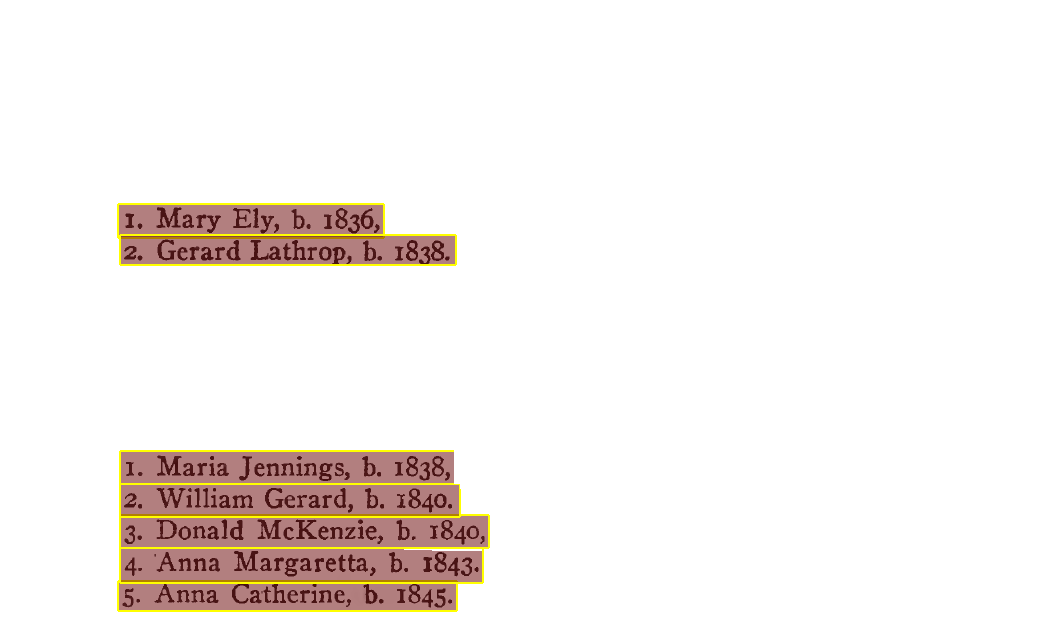 1. Mary Ely, b. 1836,
2. Gerard Lathrop, b. 1838.
1. Maria Jennings, b. 1838,
2. William Gerard, b. 1840.
3. Donald McKenzie, b. 1840,
4. Anna Margaretta, b. 1843.
5. Anna Catherine, b. 1845.